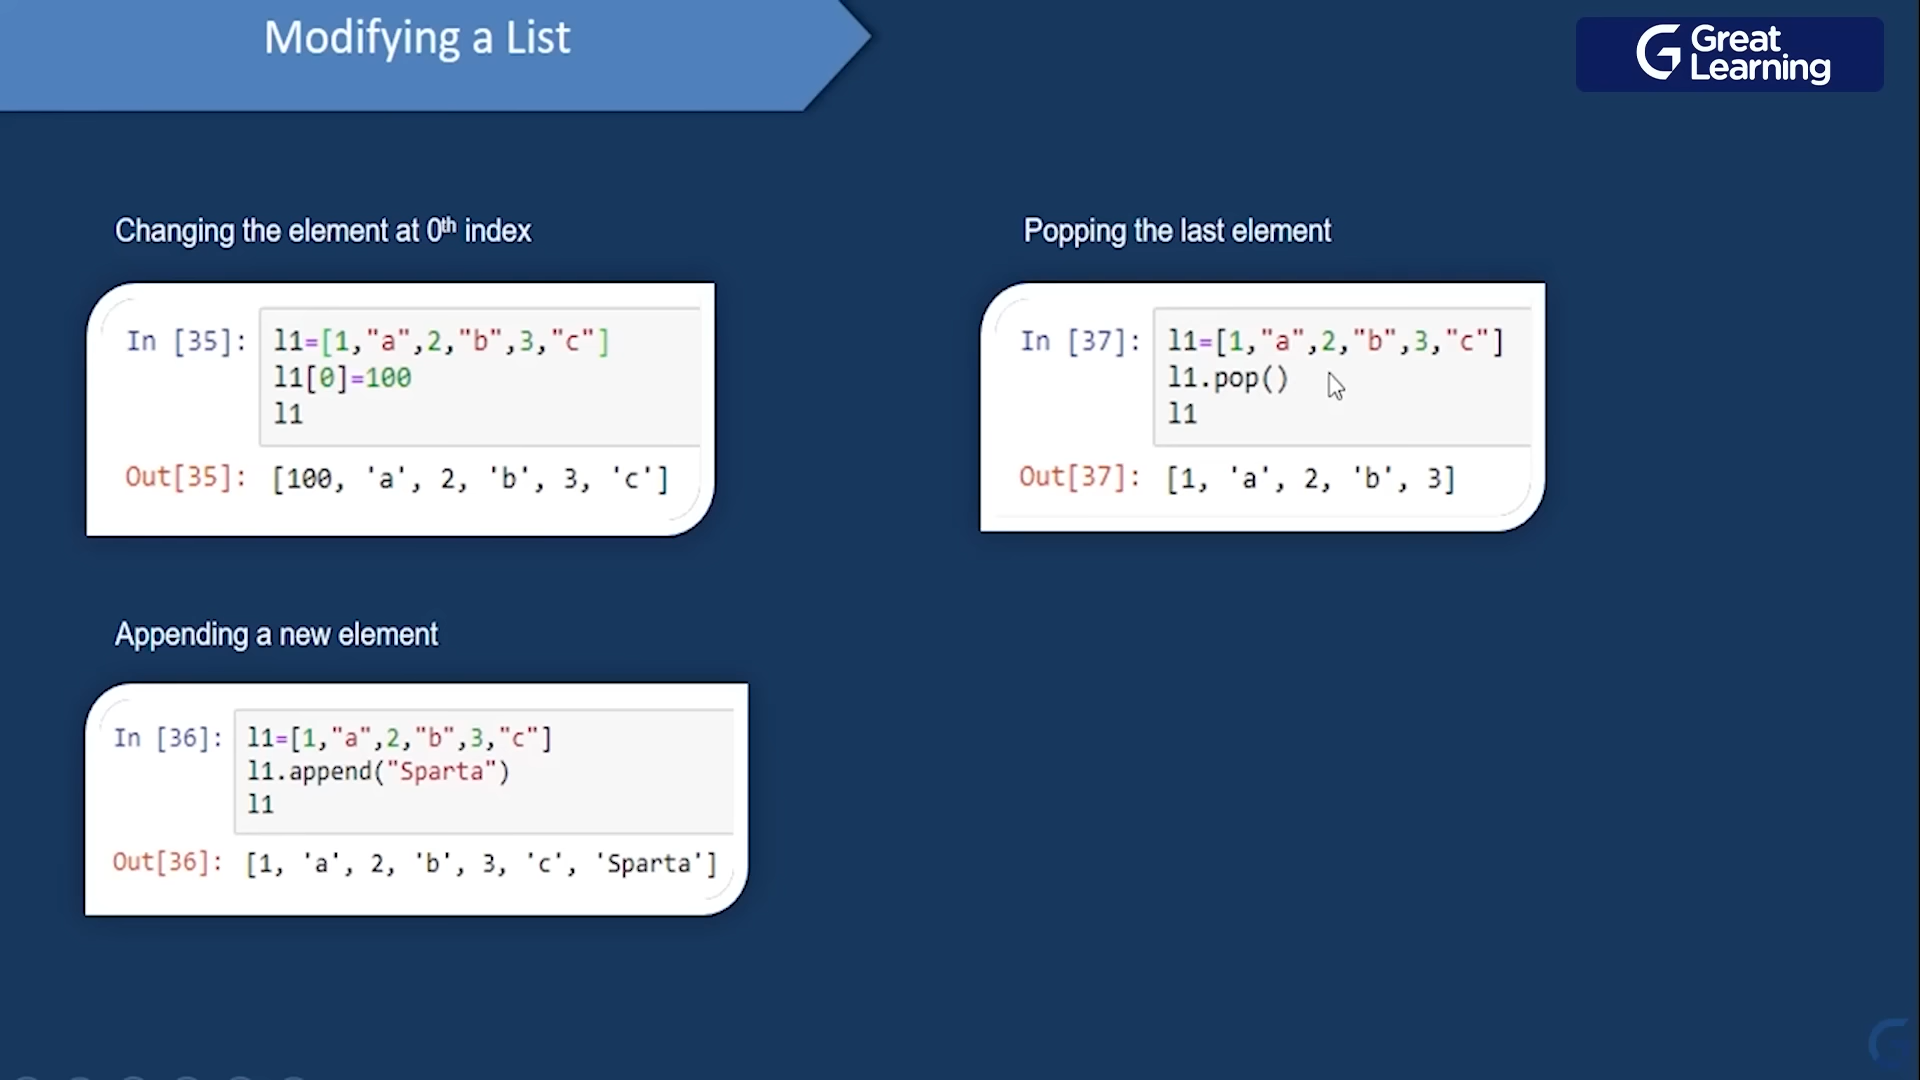 Modifying a List
Great
Learning
Changing the element at 0th index
In [35]: l1=[1,"a",2,"b",3,"c"]
l1[0]=100
l1
Out[35]: [100, 'a', 2, 'b', 3, 'c']
Popping the last element
In [37]: l1=[1,"a",2,"b",3,"c"]
l1.pop()
l1
Out[37]: [1, 'a', 2, 'b', 3]
Appending a new element
In [36]: l1=[1,"a",2,"b",3,"c"]
l1.append("Sparta")
l1
Out[36]: [1, 'a', 2, 'b', 3, 'c', 'Sparta']